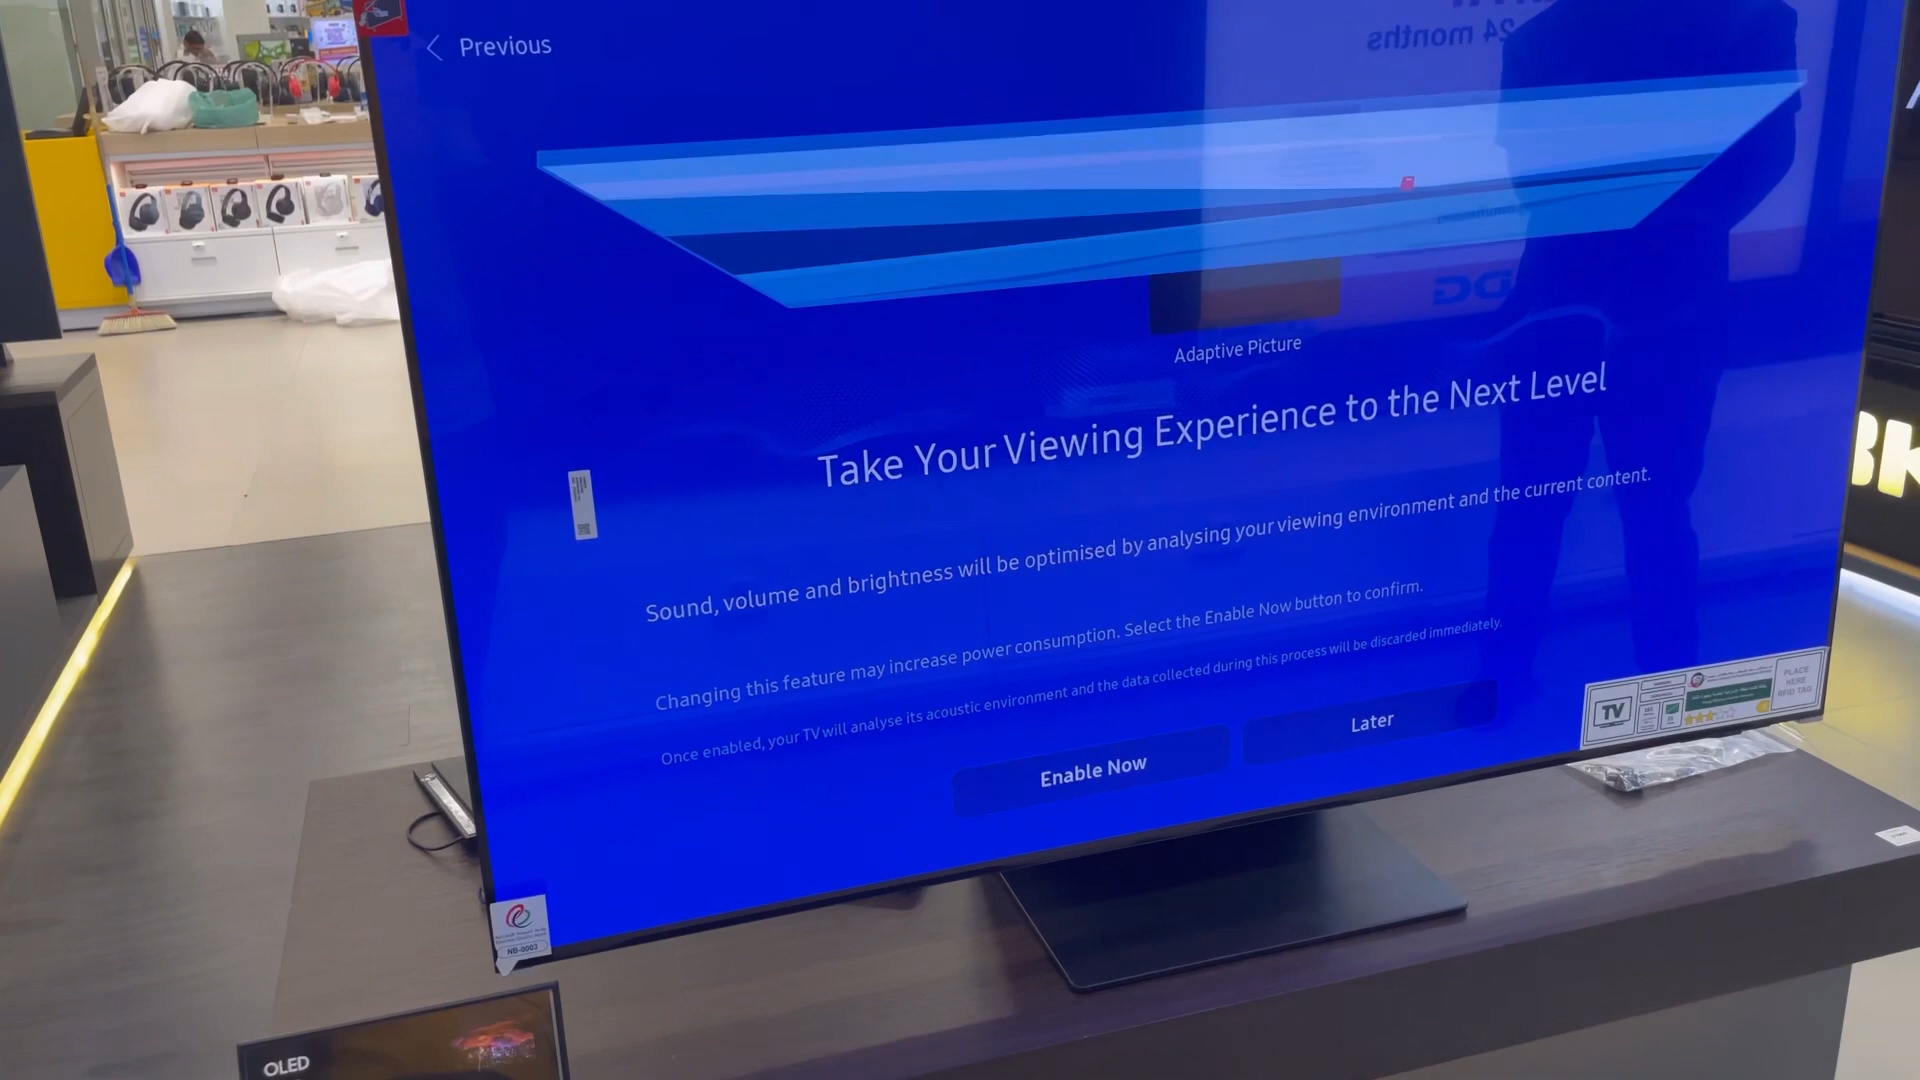 Previous
24 months
DG
Adaptive Picture
Take Your Viewing Experience to the Next Level
Sound, volume and brightness will be optimised by analysing your viewing environment and the current content.
Changing this feature may increase power consumption. Select the Enable Now button to confirm.
Once enabled, your TV will analyse its acoustic environment and the data collected during this process will be discarded immediately.
Enable Now
Later
TV
PLACE
HERE
RFID TAG
NB-0003
OLED